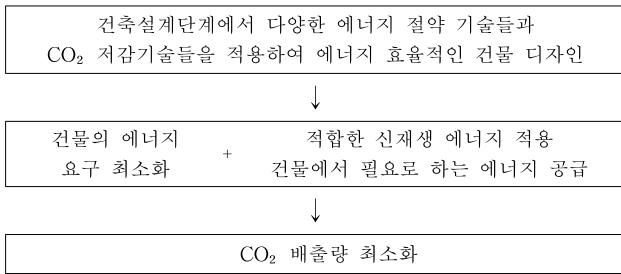 건축설계단계에서 다양한 에너지 절약 기술들과
CO₂ 저감기술들을 적용하여 에너지 효율적인 건물 디자인
↓
건물의 에너지
요구 최소화
+
적합한 신재생 에너지 적용
건물에서 필요로 하는 에너지 공급
↓
CO₂ 배출량 최소화